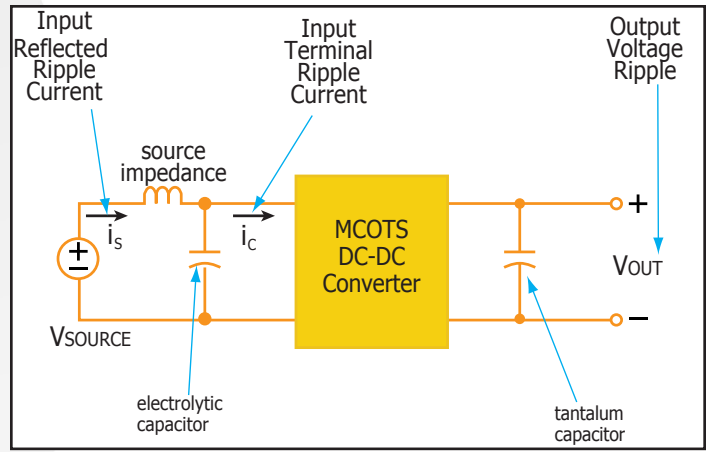 Input
Reflected
Ripple
Current
Input
Terminal
Ripple
Current
Output
Voltage
Ripple
source
impedance
iS
iC
MCOTS
DC-DC
Converter
+
−
VSOURCE
+
VOUT
−
electrolytic
capacitor
tantalum
capacitor